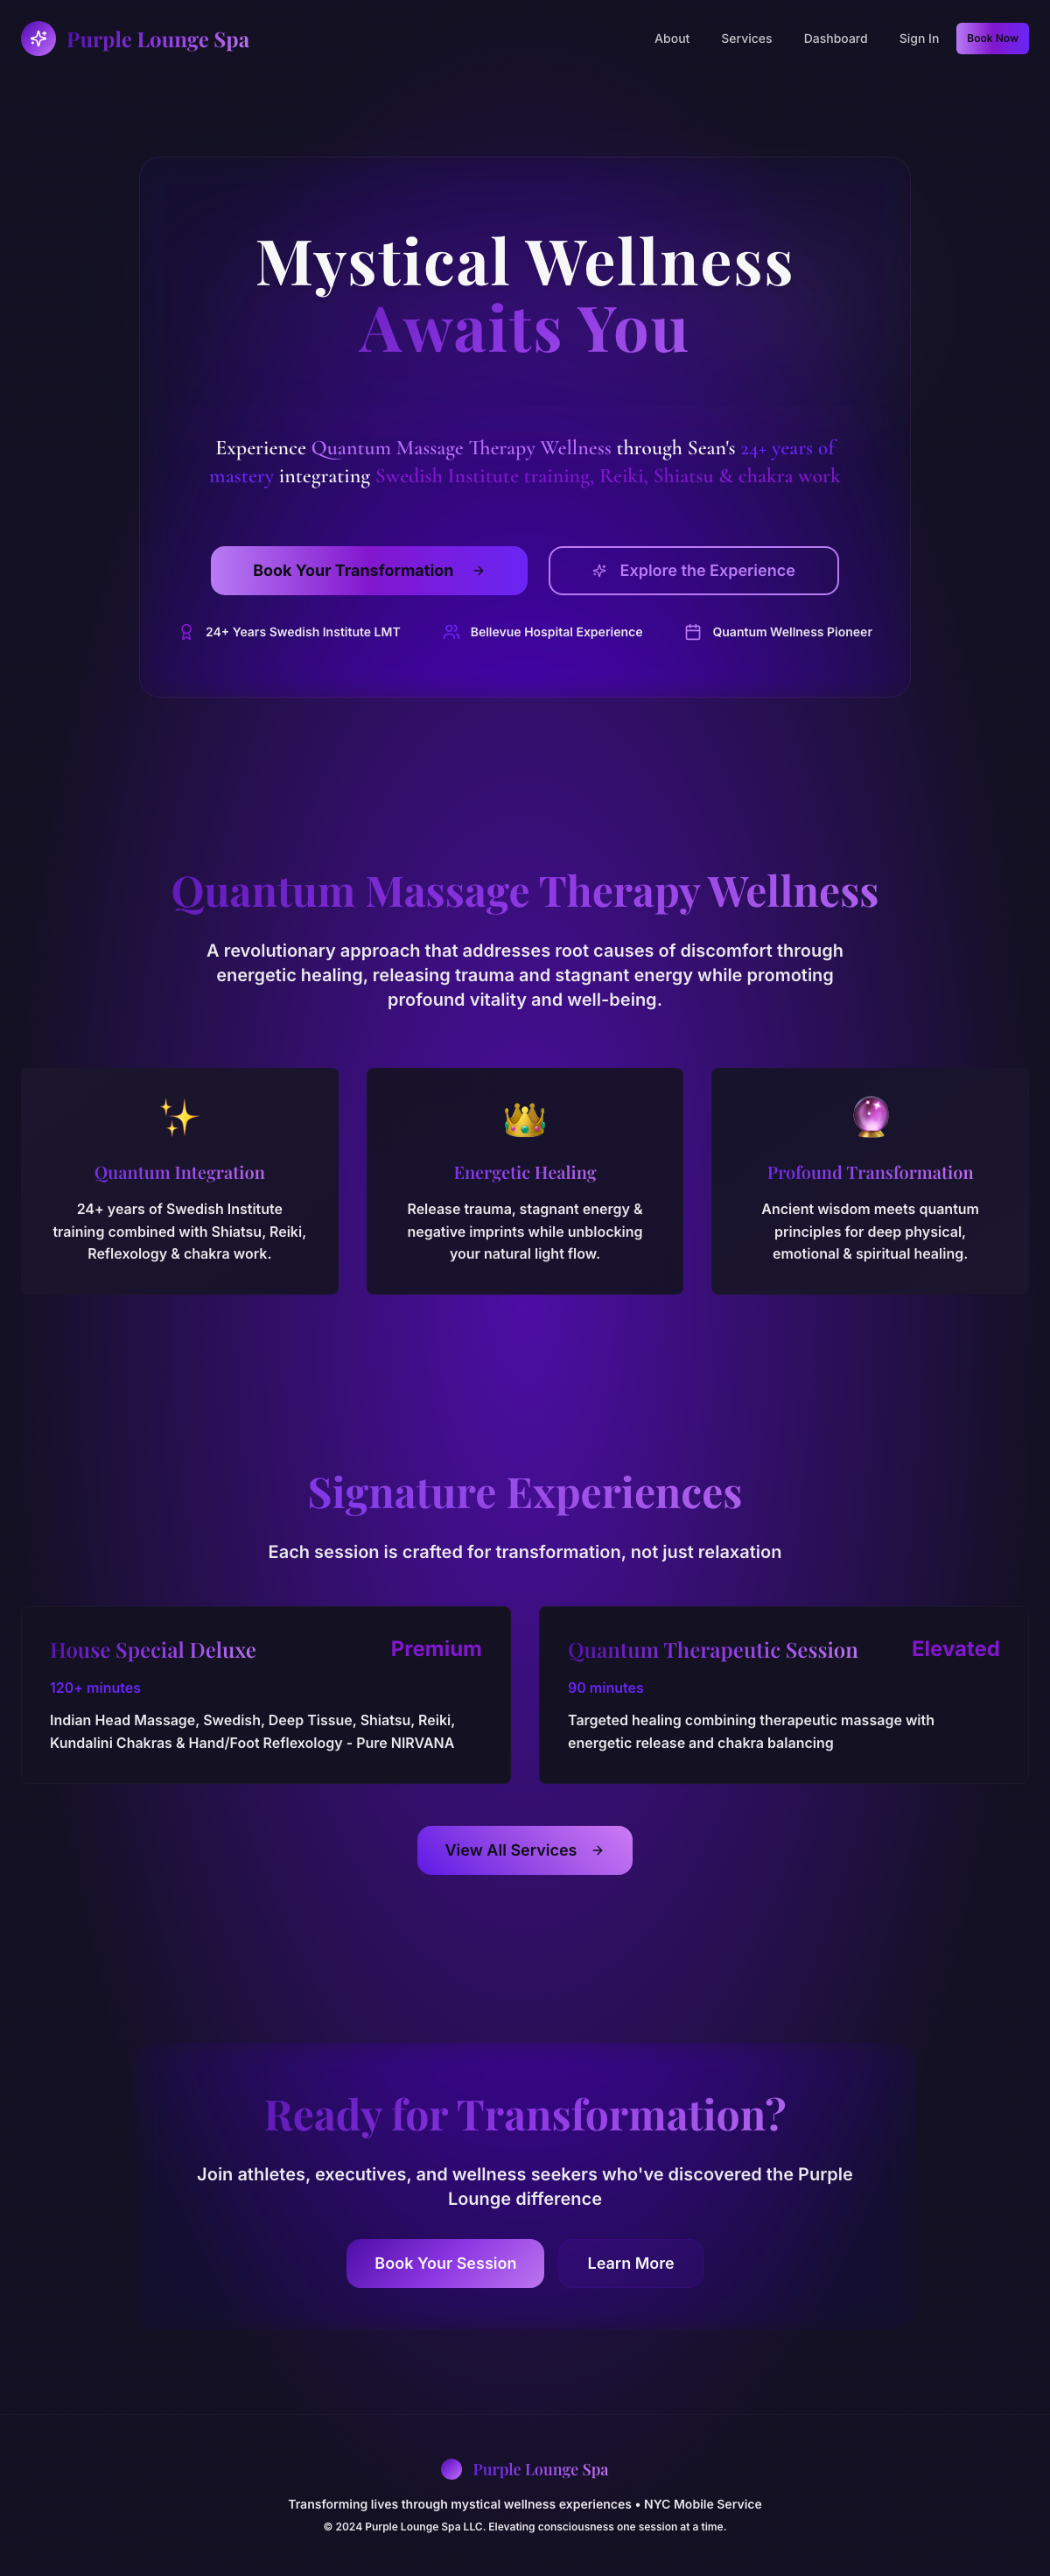 Purple Lounge Spa
About Services Dashboard Sign In Book Now
Mystical Wellness
Awaits You
Experience Quantum Massage Therapy Wellness through Sean's 24+ years of
mastery integrating Swedish Institute training, Reiki, Shiatsu & chakra work
Book Your Transformation →
Explore the Experience
24+ Years Swedish Institute LMT
Bellevue Hospital Experience
Quantum Wellness Pioneer
Quantum Massage Therapy Wellness
A revolutionary approach that addresses root causes of discomfort through
energetic healing, releasing trauma and stagnant energy while promoting
profound vitality and well-being.
Quantum Integration
24+ years of Swedish Institute
training combined with Shiatsu, Reiki,
Reflexology & chakra work.
Energetic Healing
Release trauma, stagnant energy &
negative imprints while unblocking
your natural light flow.
Profound Transformation
Ancient wisdom meets quantum
principles for deep physical,
emotional & spiritual healing.
Signature Experiences
Each session is crafted for transformation, not just relaxation
House Special Deluxe
Premium
120+ minutes
Indian Head Massage, Swedish, Deep Tissue, Shiatsu, Reiki,
Kundalini Chakras & Hand/Foot Reflexology - Pure NIRVANA
Quantum Therapeutic Session
Elevated
90 minutes
Targeted healing combining therapeutic massage with
energetic release and chakra balancing
View All Services →
Ready for Transformation?
Join athletes, executives, and wellness seekers who've discovered the Purple
Lounge difference
Book Your Session
Learn More
Purple Lounge Spa
Transforming lives through mystical wellness experiences • NYC Mobile Service
© 2024 Purple Lounge Spa LLC. Elevating consciousness one session at a time.